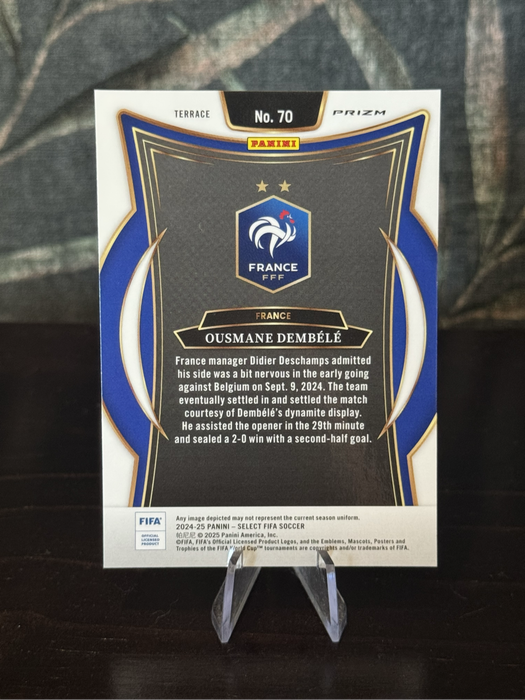 TERRACE
No. 70
PRIZM
PANINI
FRANCE
FFF
FRANCE
OUSMANE DEMBÉLÉ
France manager Didier Deschamps admitted
his side was a bit nervous in the early going
against Belgium on Sept. 9, 2024. The team
eventually settled in and settled the match
courtesy of Dembélé's dynamite display.
He assisted the opener in the 29th minute
and sealed a 2-0 win with a second-half goal.
FIFA®
OFFICIAL
LICENSED
PRODUCT
Any image depicted may not represent the current season uniform.
2024-25 PANINI – SELECT FIFA SOCCER
帕尼尼 © 2025 Panini America, Inc.
©FIFA, FIFA's Official Licensed Product Logos, and the Emblems, Mascots, Posters and
Trophies of the FIFA World Cup™ tournaments are copyrights and/or trademarks of FIFA.